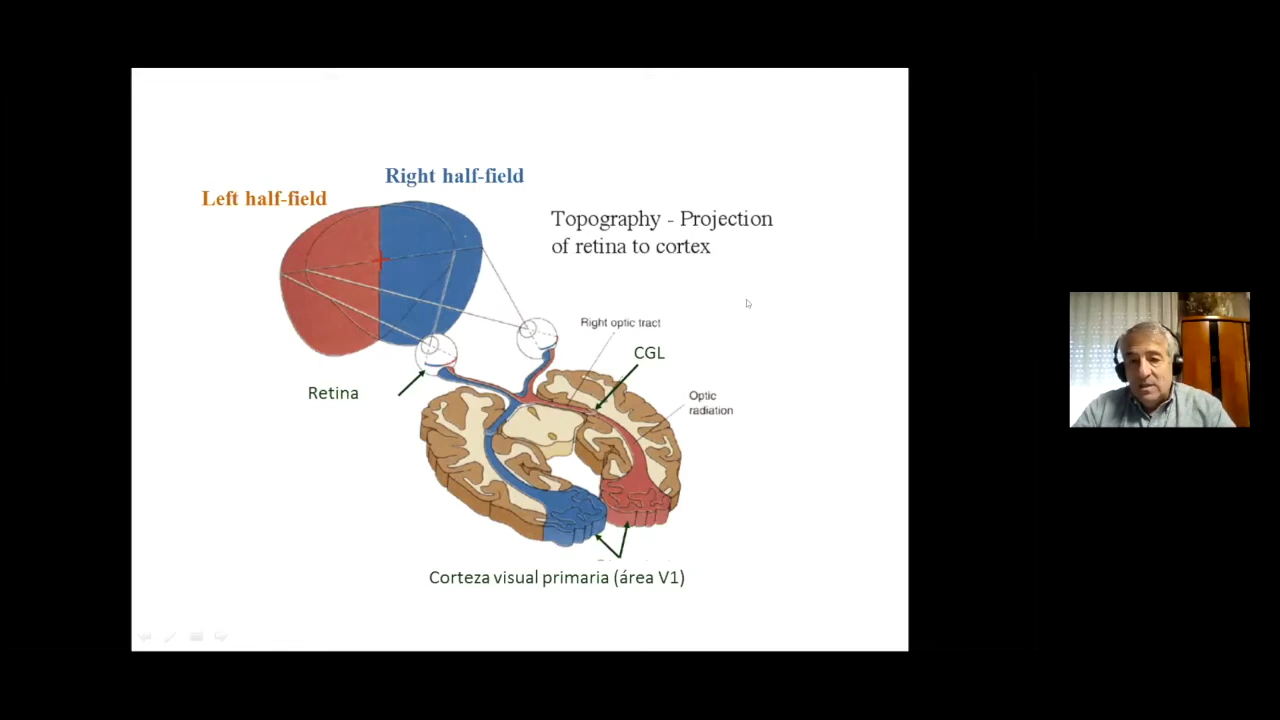 Right half-field
Left half-field
Topography - Projection
of retina to cortex
Right optic tract
CGL
Retina
Optic
radiation
Corteza visual primaria (área V1)